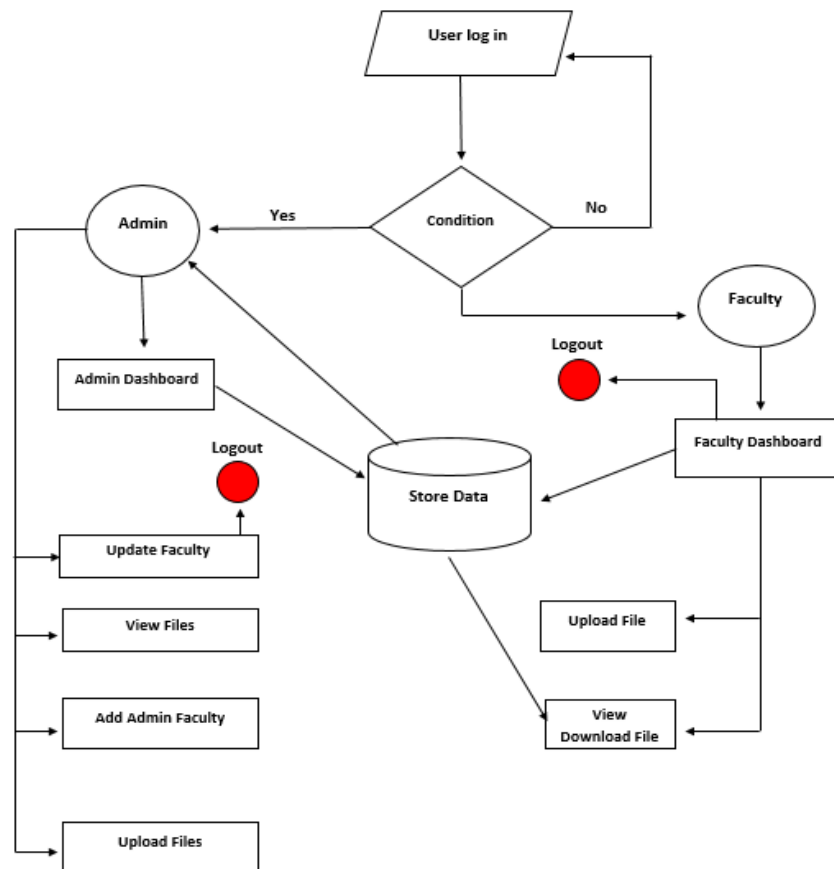 User log in
Condition
Yes
No
Admin
Faculty
Admin Dashboard
Logout
Faculty Dashboard
Logout
Store Data
Update Faculty
View Files
Upload File
Add Admin Faculty
View
Download File
Upload Files